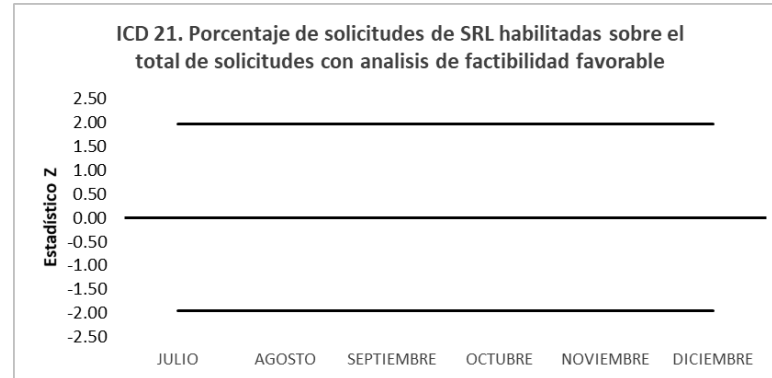 ICD 21. Porcentaje de solicitudes de SRL habilitadas sobre el
total de solicitudes con analisis de factibilidad favorable
Estadístico Z
2.50
2.00
1.50
1.00
0.50
0.00
-0.50
-1.00
-1.50
-2.00
-2.50
JULIO AGOSTO SEPTIEMBRE OCTUBRE NOVIEMBRE DICIEMBRE